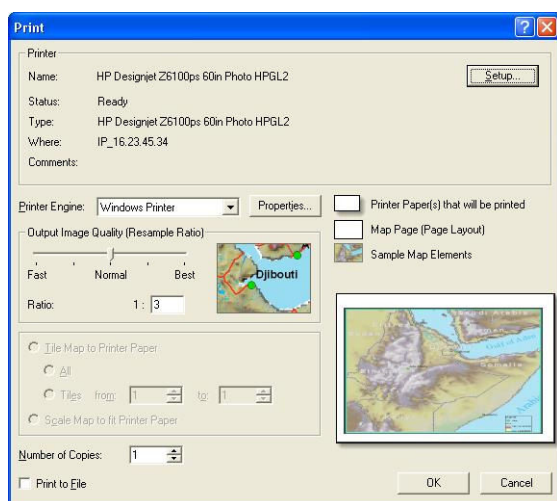 Print
Printer
Name: HP Designjet Z6100ps 60in Photo HPGL2
Setup...
Status: Ready
Type: HP Designjet Z6100ps 60in Photo HPGL2
Where: IP_16.23.45.34
Comments:
Printer Engine: Windows Printer
Properties...
Printer Paper(s) that will be printed
Map Page (Page Layout)
Sample Map Elements
Output Image Quality (Resample Ratio)
Fast Normal Best
Djibouti
Ratio: 1 : 3
Tile Map to Printer Paper
All
Tiles from: 1 to: 1
Scale Map to fit Printer Paper
Gulf of Aden
Number of Copies: 1
Print to File
OK Cancel